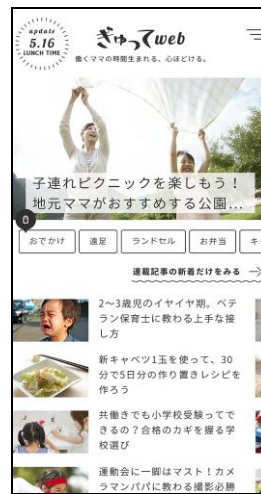 update
5.16
LUNCH TIME
ぎゅってweb
働くママの時間生まれる、心ほどける。
子連れピクニックを楽しもう！
地元ママがおすすめする公園...
おでかけ
遠足
ランドセル
お弁当
キ
連載記事の新着だけをみる
2~3歳児のイヤイヤ期。ベテ
ラン保育士に教わる上手な接
し方
新キャベツ1玉を使って、30
分で5日分の作り置きレシピを
作ろう
共働きでも小学校受験ってで
きるの？合格のカギを握る学
校選び
運動会に一脚はマスト！カメ
ラマンパパに教わる撮影必勝